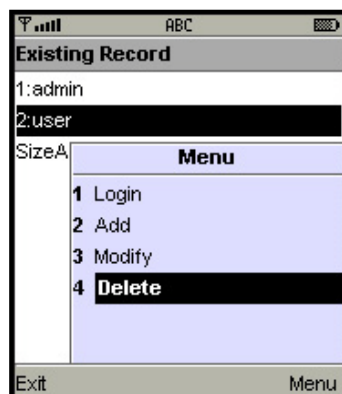 ABC
Existing Record
1:admin
2:user
SizeA
Menu
1 Login
2 Add
3 Modify
4 Delete
Exit Menu